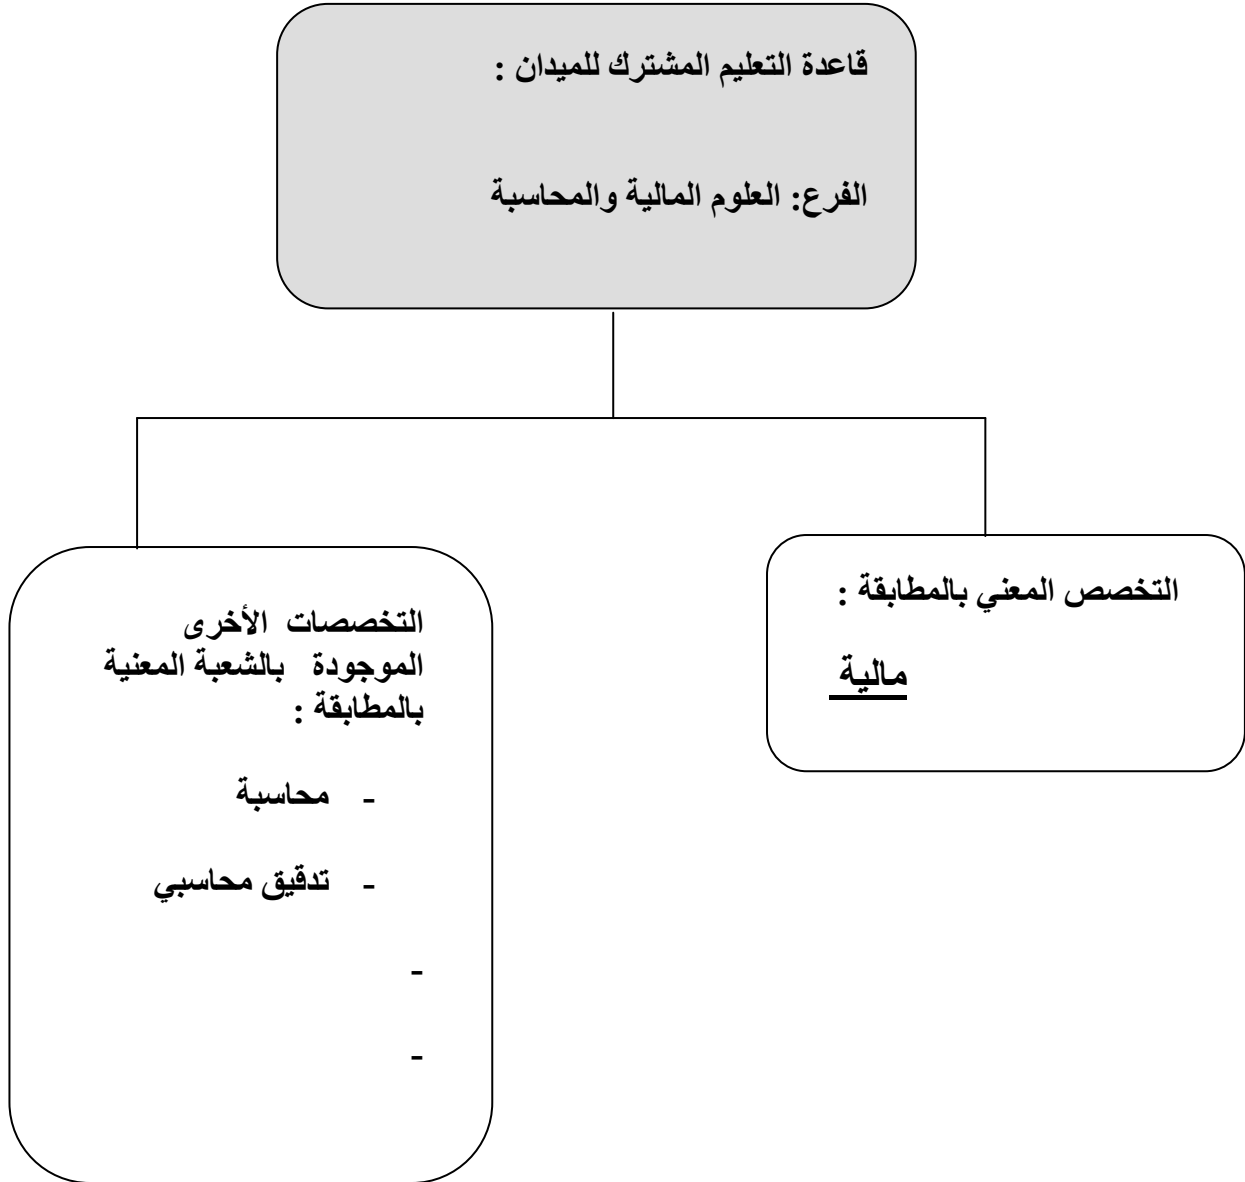 قاعدة التعليم المشترك للميدان :
الفرع: العلوم المالية والمحاسبة
التخصص المعني بالمطابقة :
مالية
التخصصات الأخرى
الموجودة بالشعبة المعنية
بالمطابقة :
- محاسبة
- تدقيق محاسبي
-
-